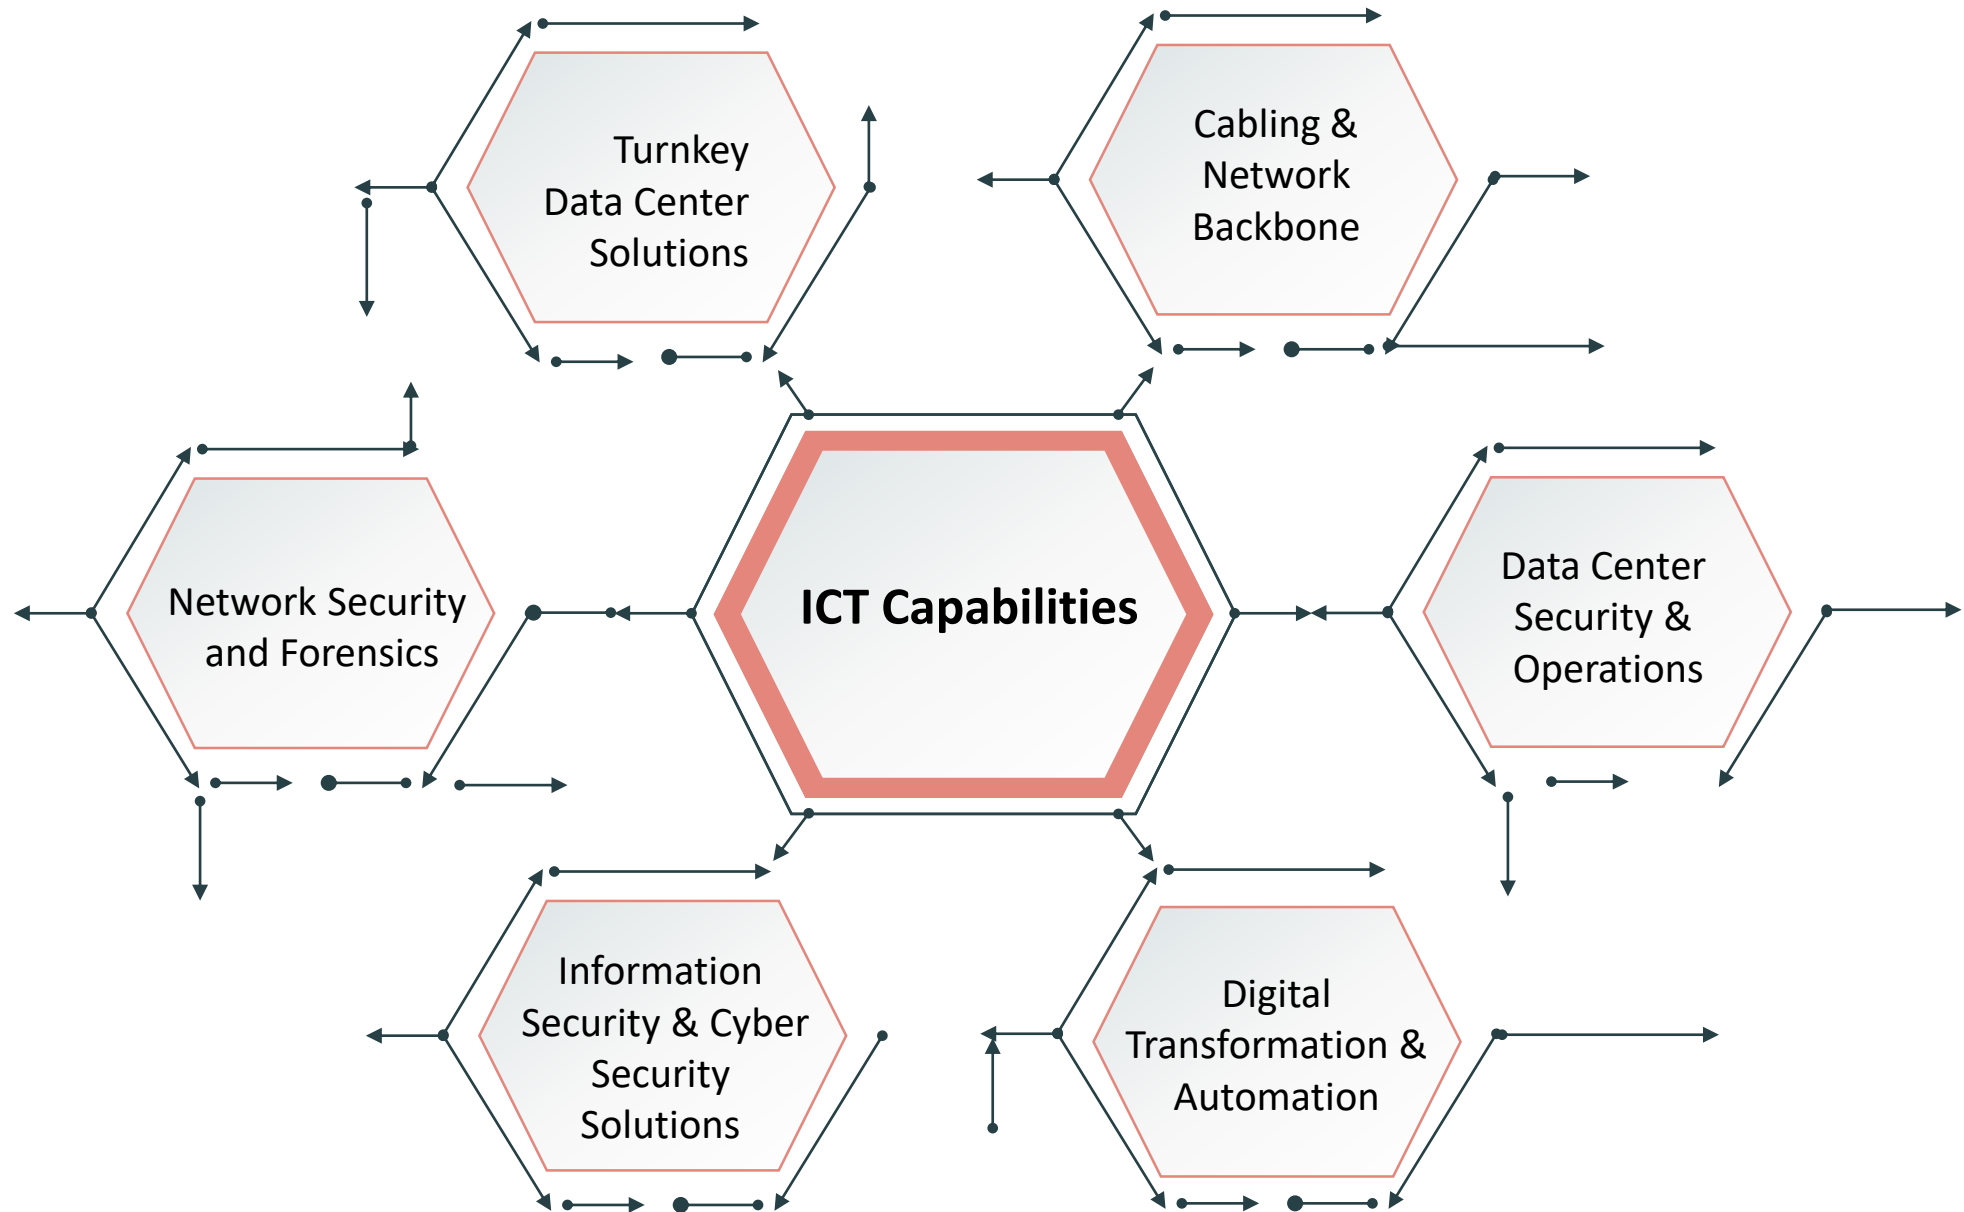 Turnkey
Data Center
Solutions
Cabling &
Network
Backbone
Network Security
and Forensics
ICT Capabilities
Data Center
Security &
Operations
Information
Security & Cyber
Security
Solutions
Digital
Transformation &
Automation